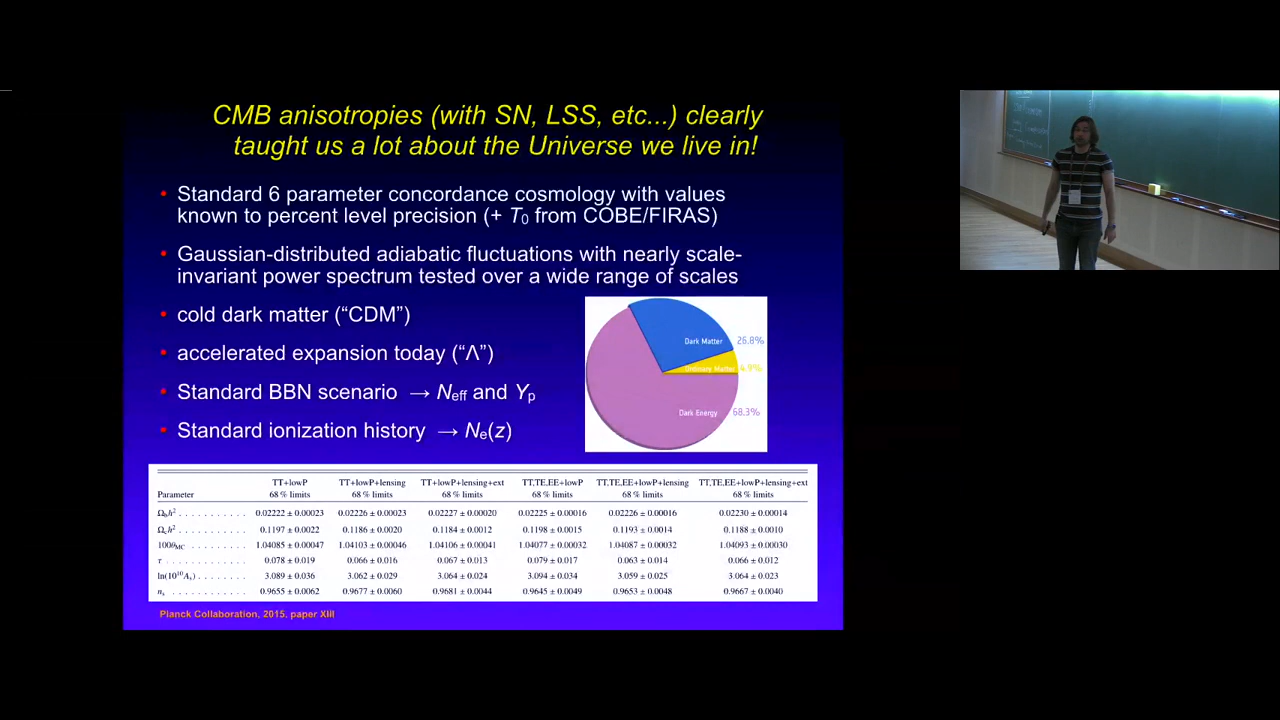 CMB anisotropies (with SN, LSS, etc...) clearly
taught us a lot about the Universe we live in!
• Standard 6 parameter concordance cosmology with values
known to percent level precision (+ T₀ from COBE/FIRAS)
• Gaussian-distributed adiabatic fluctuations with nearly scale-
invariant power spectrum tested over a wide range of scales
• cold dark matter (“CDM”)
• accelerated expansion today (“Λ”)
• Standard BBN scenario → Neff and Yp
• Standard ionization history → Ne(z)
Dark Matter 26.8%
Ordinary Matter 4.9%
Dark Energy 68.3%
TT+lowP TT+lowP+lensing TT+lowP+lensing+ext TT,TE,EE+lowP TT,TE,EE+lowP+lensing TT,TE,EE+lowP+lensing+ext
Parameter 68 % limits 68 % limits 68 % limits 68 % limits 68 % limits 68 % limits
Ωbh² . . . . . . . . . . . 0.02222 ± 0.00023 0.02226 ± 0.00023 0.02227 ± 0.00020 0.02225 ± 0.00016 0.02226 ± 0.00016 0.02230 ± 0.00014
Ωch² . . . . . . . . . . . 0.1197 ± 0.0022 0.1186 ± 0.0020 0.1184 ± 0.0012 0.1198 ± 0.0015 0.1193 ± 0.0014 0.1188 ± 0.0010
100θMC . . . . . . . . . 1.04085 ± 0.00047 1.04103 ± 0.00046 1.04106 ± 0.00041 1.04077 ± 0.00032 1.04087 ± 0.00032 1.04093 ± 0.00030
τ . . . . . . . . . . . . . 0.078 ± 0.019 0.066 ± 0.016 0.067 ± 0.013 0.079 ± 0.017 0.063 ± 0.014 0.066 ± 0.012
ln(10¹⁰As) . . . . . . . . 3.089 ± 0.036 3.062 ± 0.029 3.064 ± 0.024 3.094 ± 0.034 3.059 ± 0.025 3.064 ± 0.023
ns . . . . . . . . . . . . 0.9655 ± 0.0062 0.9677 ± 0.0060 0.9681 ± 0.0044 0.9645 ± 0.0049 0.9653 ± 0.0048 0.9667 ± 0.0040
Planck Collaboration, 2015, paper XIII